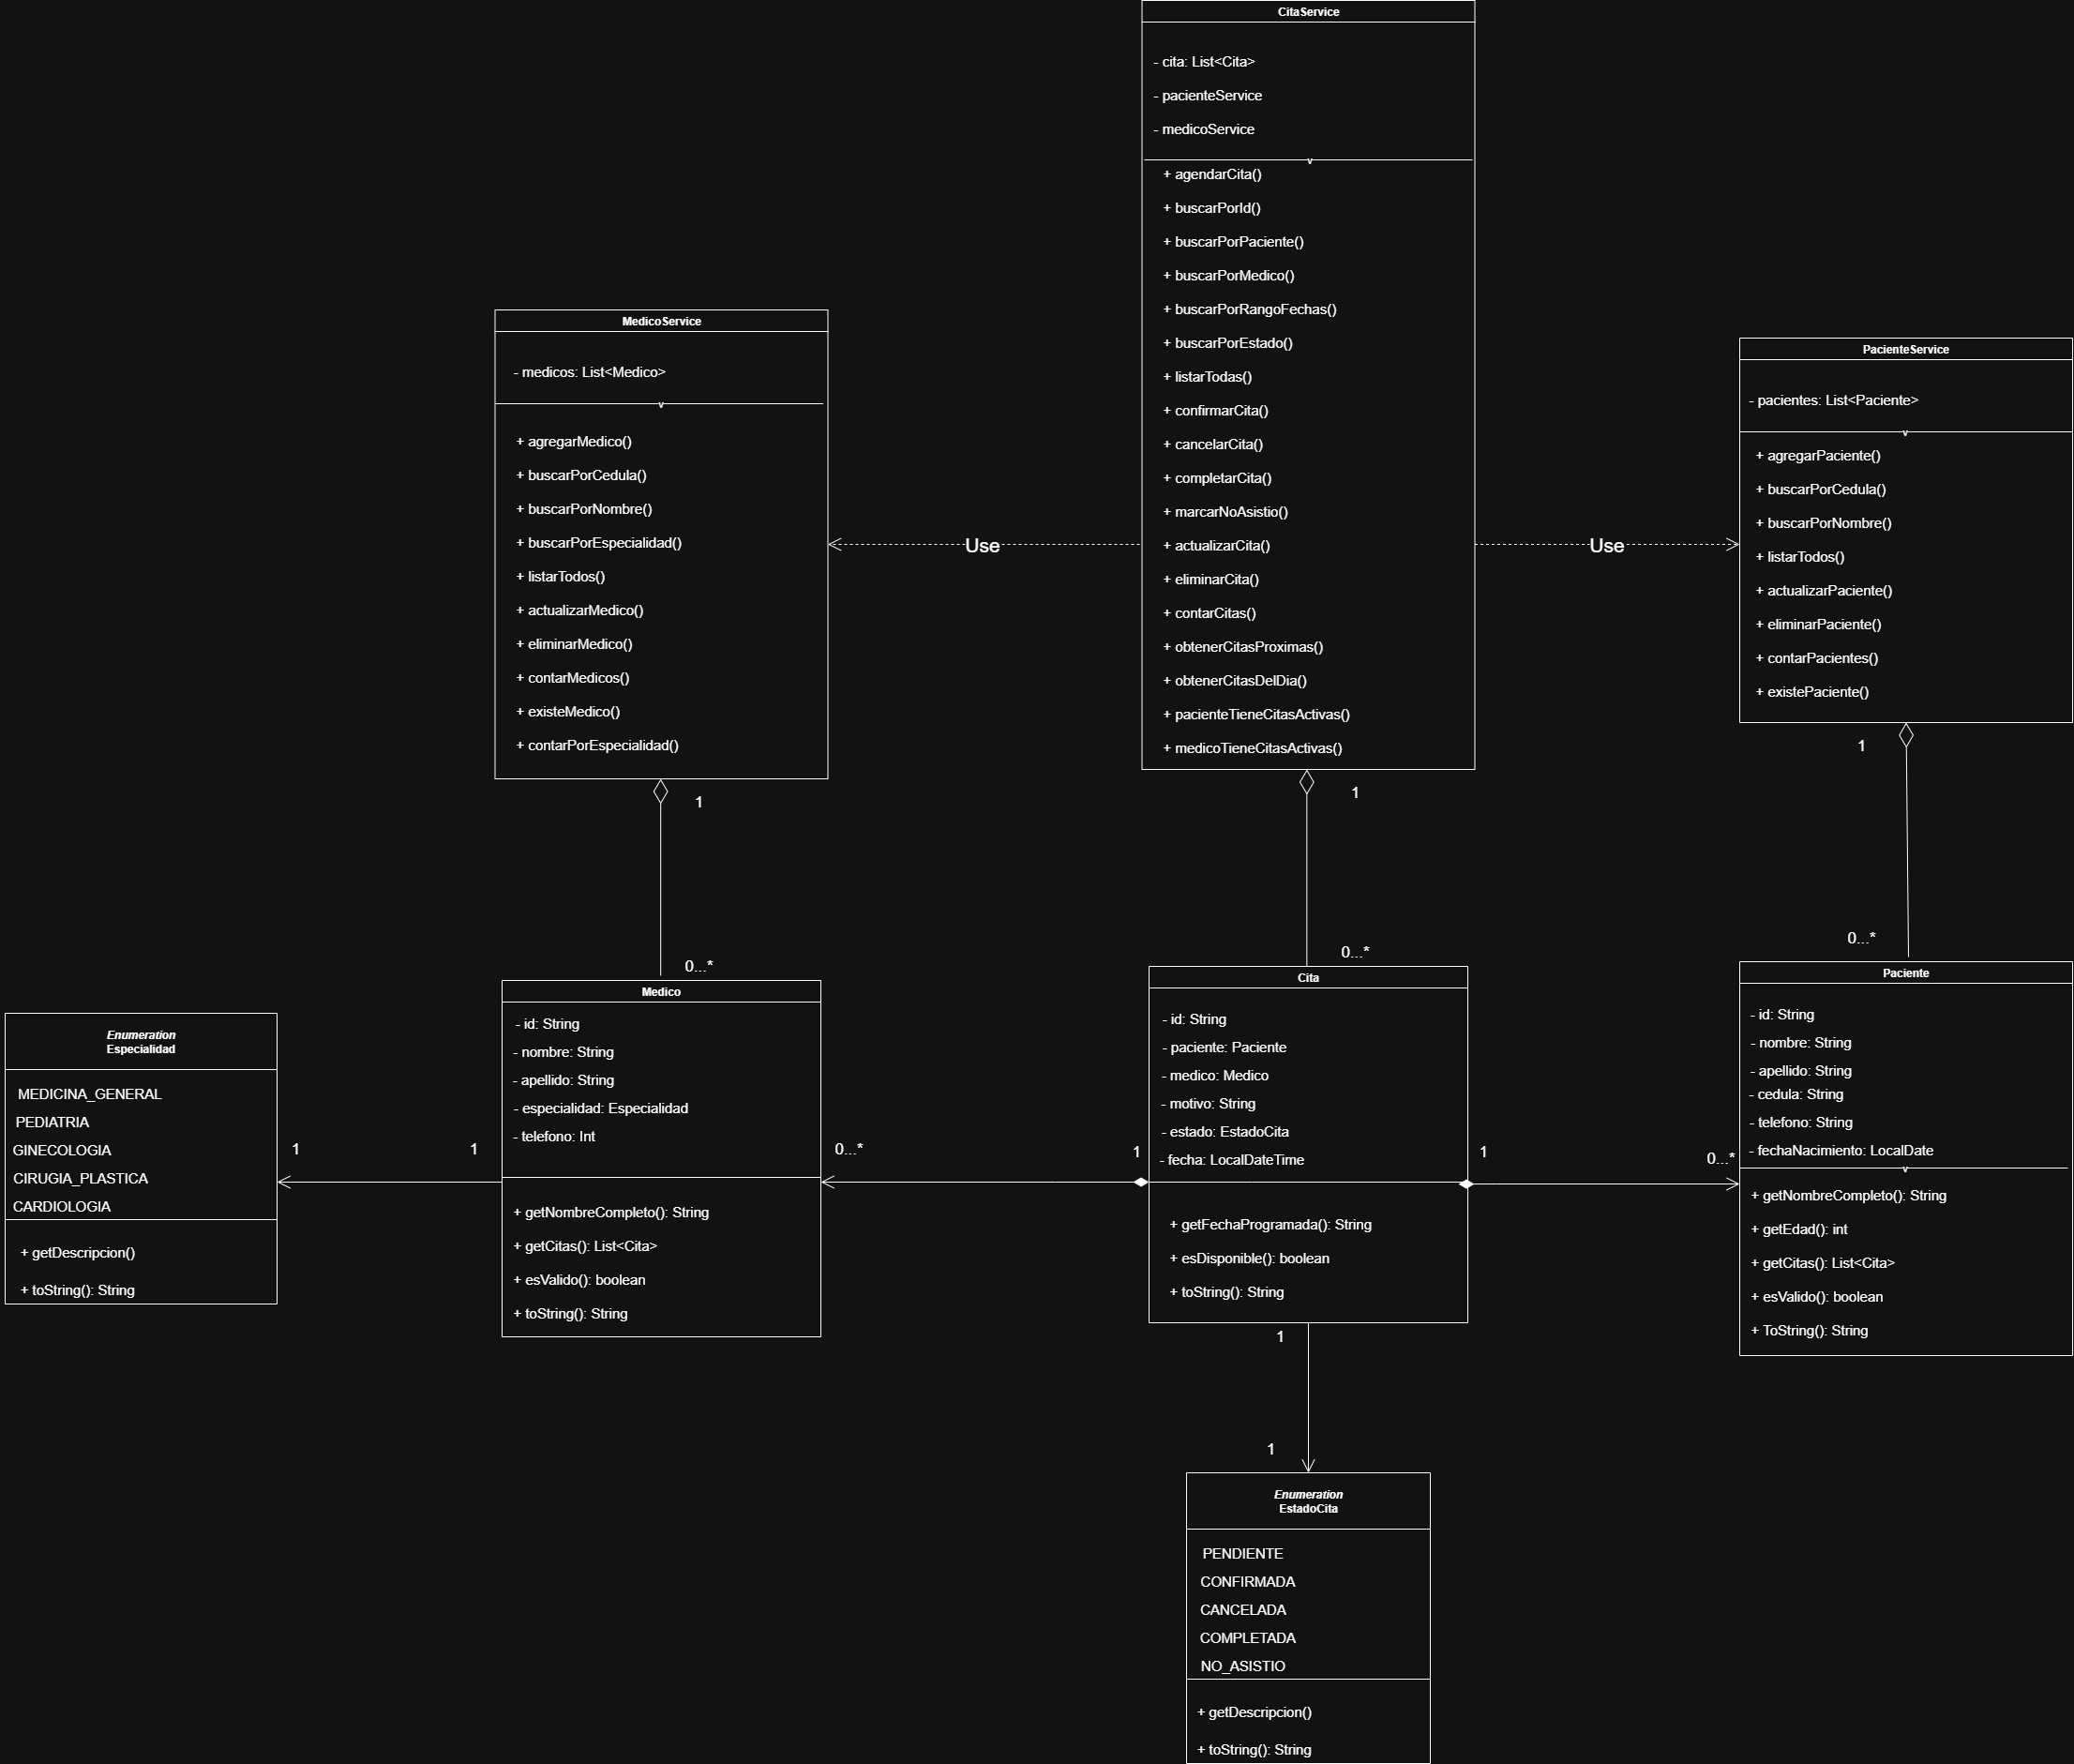 CitaService
- cita: List<Cita>
- pacienteService
- medicoService
v
+ agendarCita()
+ buscarPorId()
+ buscarPorPaciente()
+ buscarPorMedico()
+ buscarPorRangoFechas()
+ buscarPorEstado()
+ listarTodas()
+ confirmarCita()
+ cancelarCita()
+ completarCita()
+ marcarNoAsistio()
+ actualizarCita()
+ eliminarCita()
+ contarCitas()
+ obtenerCitasProximas()
+ obtenerCitasDelDia()
+ pacienteTieneCitasActivas()
+ medicoTieneCitasActivas()
MedicoService
- medicos: List<Medico>
v
+ agregarMedico()
+ buscarPorCedula()
+ buscarPorNombre()
+ buscarPorEspecialidad()
+ listarTodos()
+ actualizarMedico()
+ eliminarMedico()
+ contarMedicos()
+ existeMedico()
+ contarPorEspecialidad()
Use
Use
PacienteService
- pacientes: List<Paciente>
v
+ agregarPaciente()
+ buscarPorCedula()
+ buscarPorNombre()
+ listarTodos()
+ actualizarPaciente()
+ eliminarPaciente()
+ contarPacientes()
+ existePaciente()
1
0...*
1
0...*
1
0...*
Enumeration
Especialidad
MEDICINA_GENERAL
PEDIATRIA
GINECOLOGIA
CIRUGIA_PLASTICA
CARDIOLOGIA
+ getDescripcion()
+ toString(): String
1
1
Medico
- id: String
- nombre: String
- apellido: String
- especialidad: Especialidad
- telefono: Int
+ getNombreCompleto(): String
+ getCitas(): List<Cita>
+ esValido(): boolean
+ toString(): String
0...*
1
Cita
- id: String
- paciente: Paciente
- medico: Medico
- motivo: String
- estado: EstadoCita
- fecha: LocalDateTime
+ getFechaProgramada(): String
+ esDisponible(): boolean
+ toString(): String
1
0...*
Paciente
- id: String
- nombre: String
- apellido: String
- cedula: String
- telefono: String
- fechaNacimiento: LocalDate
v
+ getNombreCompleto(): String
+ getEdad(): int
+ getCitas(): List<Cita>
+ esValido(): boolean
+ ToString(): String
1
1
Enumeration
EstadoCita
PENDIENTE
CONFIRMADA
CANCELADA
COMPLETADA
NO_ASISTIO
+ getDescripcion()
+ toString(): String